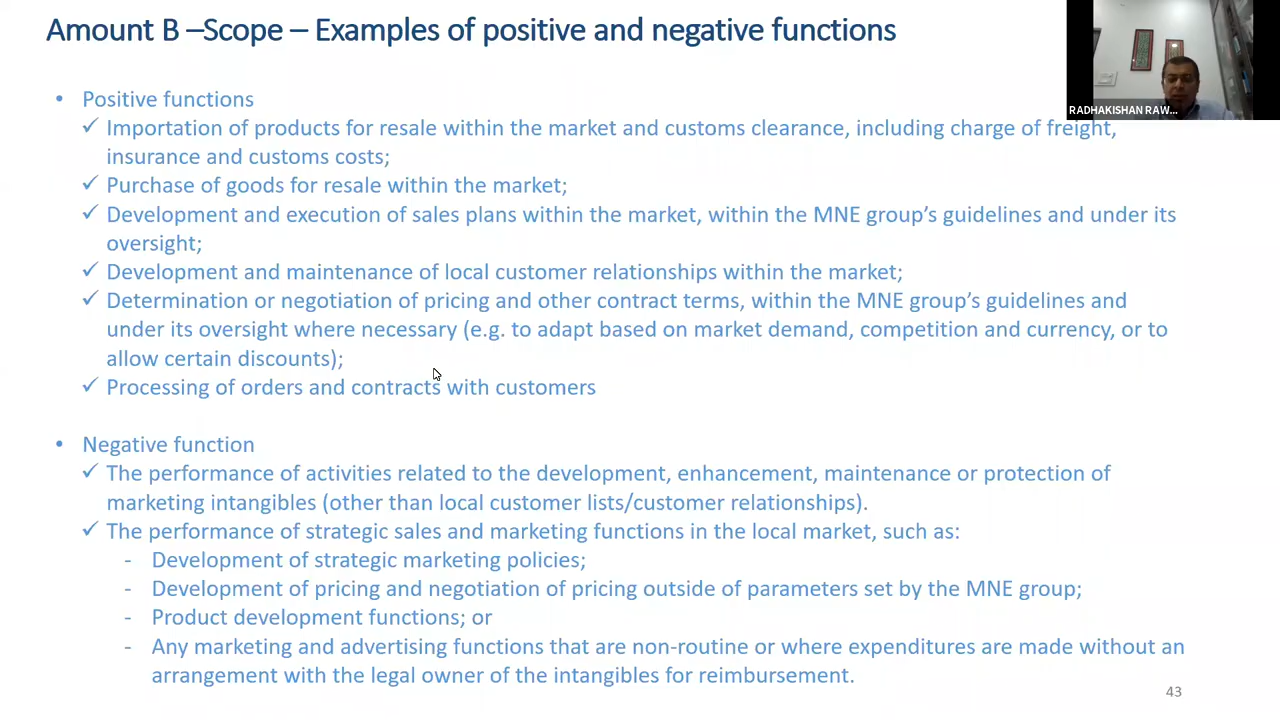 Amount B –Scope – Examples of positive and negative functions
RADHAKISHAN RAW...
• Positive functions
✓ Importation of products for resale within the market and customs clearance, including charge of freight,
insurance and customs costs;
✓ Purchase of goods for resale within the market;
✓ Development and execution of sales plans within the market, within the MNE group’s guidelines and under its
oversight;
✓ Development and maintenance of local customer relationships within the market;
✓ Determination or negotiation of pricing and other contract terms, within the MNE group’s guidelines and
under its oversight where necessary (e.g. to adapt based on market demand, competition and currency, or to
allow certain discounts);
✓ Processing of orders and contracts with customers
• Negative function
✓ The performance of activities related to the development, enhancement, maintenance or protection of
marketing intangibles (other than local customer lists/customer relationships).
✓ The performance of strategic sales and marketing functions in the local market, such as:
- Development of strategic marketing policies;
- Development of pricing and negotiation of pricing outside of parameters set by the MNE group;
- Product development functions; or
- Any marketing and advertising functions that are non-routine or where expenditures are made without an
arrangement with the legal owner of the intangibles for reimbursement.
43